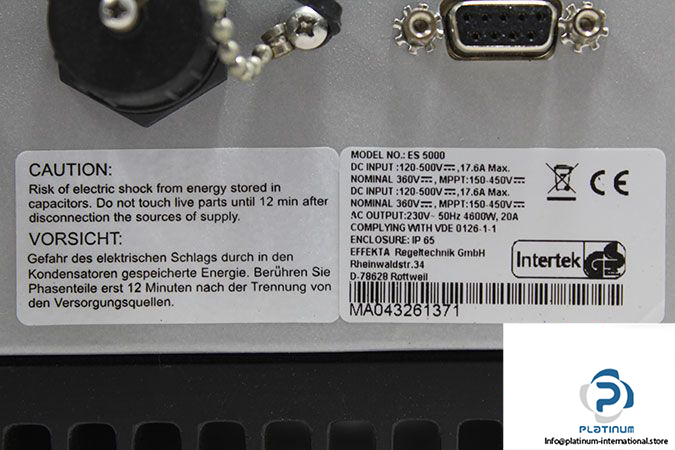 CAUTION:
Risk of electric shock from energy stored in
capacitors. Do not touch live parts until 12 min after
disconnection the sources of supply.
VORSICHT:
Gefahr des elektrischen Schlags durch in den
Kondensatoren gespeicherte Energie. Berühren Sie
Phasenteile erst 12 Minuten nach der Trennung von
den Versorgungsquellen.
MODEL NO.: ES 5000
DC INPUT :120-500V⎓,17.6A Max.
NOMINAL 360V⎓, MPPT:150-450V⎓
DC INPUT :120-500V⎓,17.6A Max.
NOMINAL 360V⎓, MPPT:150-450V⎓
AC OUTPUT:230V~ 50Hz 4600W, 20A
COMPLYING WITH VDE 0126-1-1
ENCLOSURE: IP 65
EFFEKTA Regeltechnik GmbH
Rheinwaldstr.34
D-78628 Rottweil
MA043261371
CE
Intertek GS
PLATINUM
Info@platinum-international.store